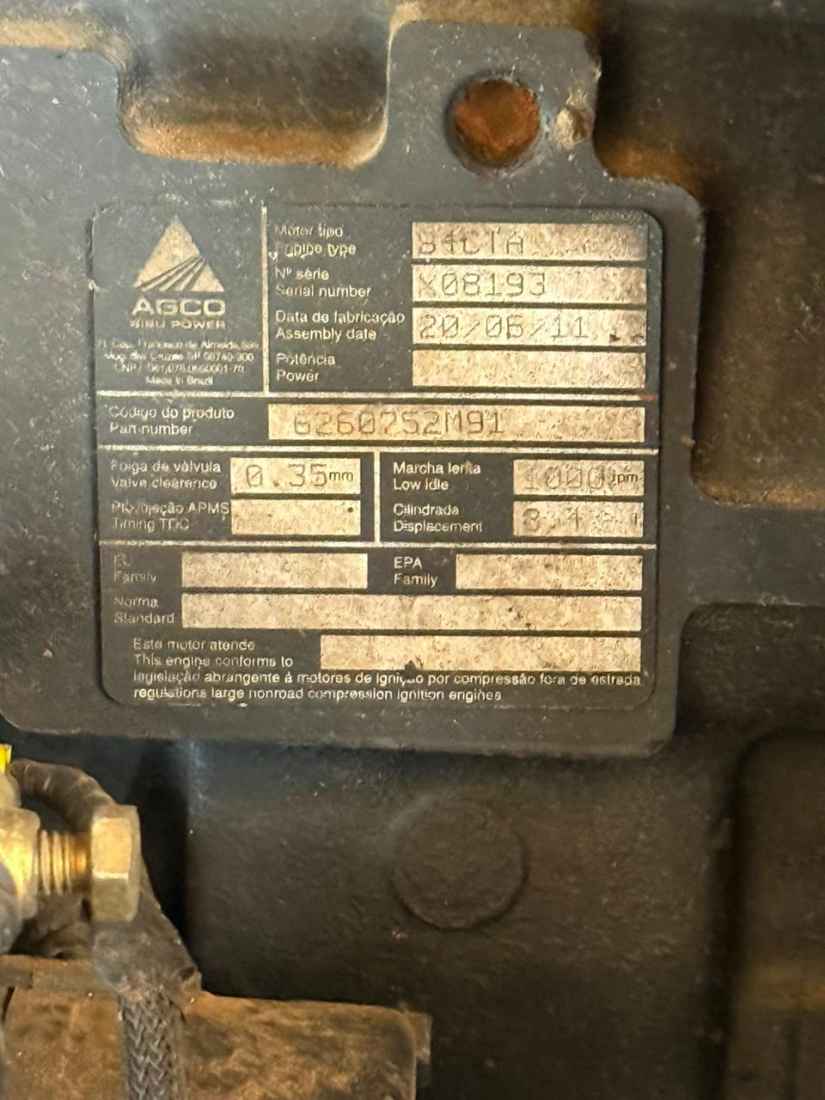 AGCO
SISU POWER
Made in Brazil
Motor tipo
Engine type
84CTA
Nº série
Serial number
X08193
Data de fabricação
Assembly date
20/06/11
Potência
Power
Código do produto
Part number
6260752M91
Folga de válvula
Valve clearence
0.35mm
Marcha lenta
Low Idle
1000rpm
APMS
Timing TDC
Cilindrada
Displacement
Family
EPA
Family
Norma
Standard
Este motor atende
This engine conforms to
legislação abrangente à motores de ignição por compressão fora de estrada
regulations large nonroad compression ignition engines